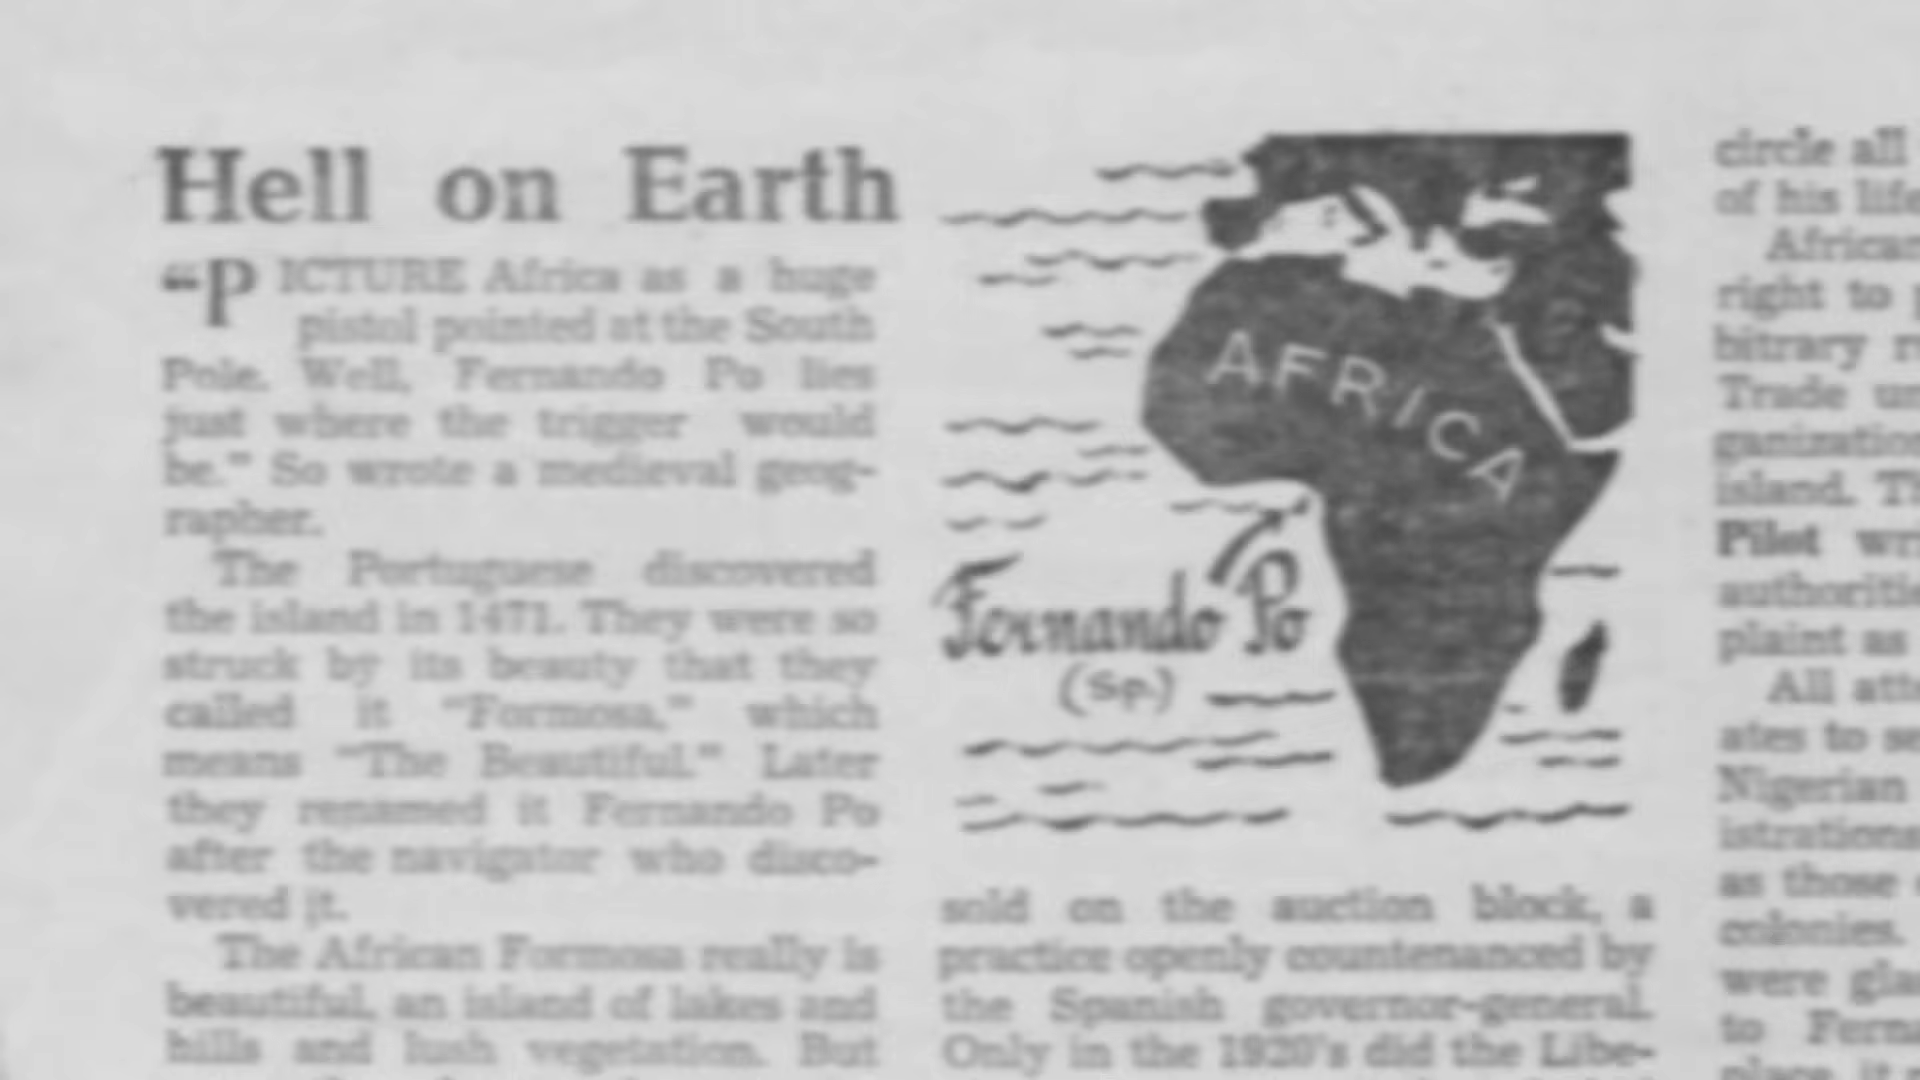 Hell on Earth
"PICTURE Africa as a huge
pistol pointed at the South
Pole. Well, Fernando Po lies
just where the trigger would
be." So wrote a medieval geog-
rapher.
The Portuguese discovered
the island in 1471. They were so
struck by its beauty that they
called it "Formosa," which
means "The Beautiful." Later
they renamed it Fernando Po
after the navigator who disco-
vered it.
The African Formosa really is
beautiful, an island of lakes and
hills and lush vegetation. But
AFRICA
Fernando Po
(Sp.)
sold on the auction block, a
practice openly countenanced by
the Spanish governor-general.
Only in the 1920's did the Libe-
circle all
of his life
African
right to
bitrary
Trade
ganization
island.
Pilot
authoritie
plaint as
All
ates to
Nigerian
istrations
as those
colonies.
were
to
place, it